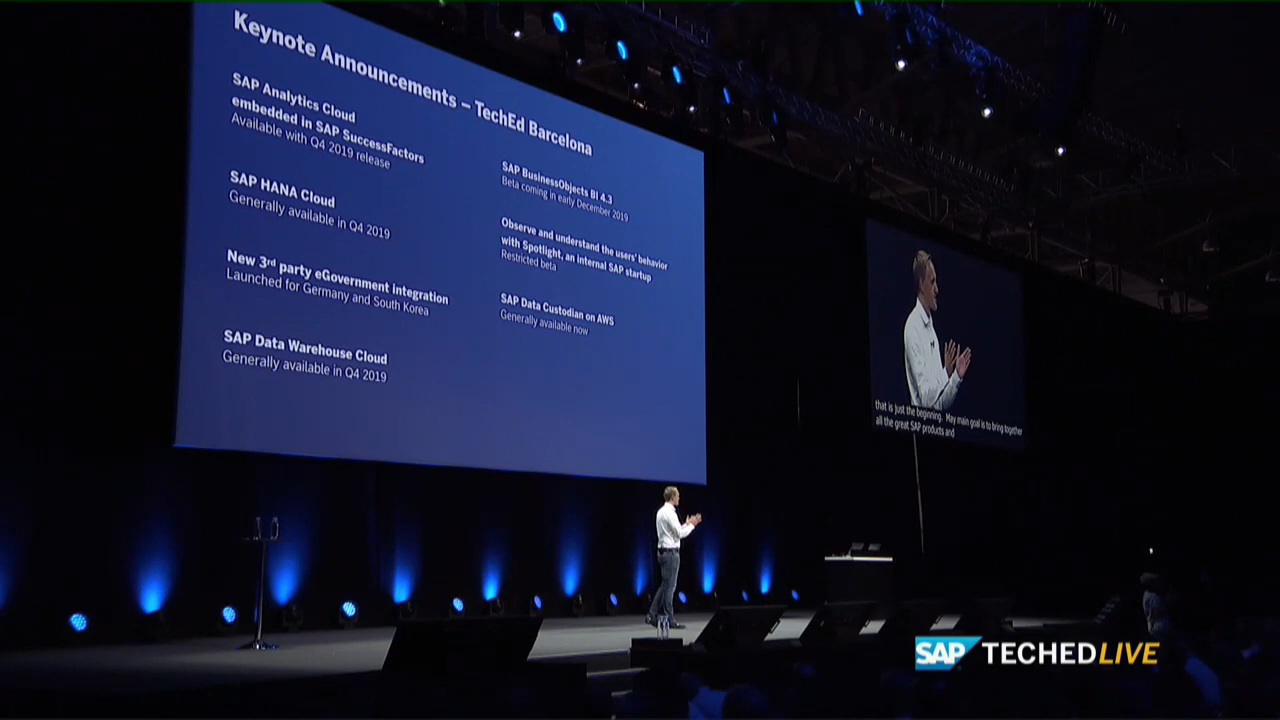 Keynote Announcements – TechEd Barcelona
SAP Analytics Cloud
embedded in SAP SuccessFactors
Available with Q4 2019 release
SAP HANA Cloud
Generally available in Q4 2019
New 3rd party eGovernment integration
Launched for Germany and South Korea
SAP Data Warehouse Cloud
Generally available in Q4 2019
SAP BusinessObjects BI 4.3
Beta coming in early December 2019
Observe and understand the users' behavior
with Spotlight, an internal SAP startup
Restricted beta
SAP Data Custodian on AWS
Generally available now
that is just the beginning. May main goal is to bring together
all the great SAP products and
SAP TECHEDLIVE